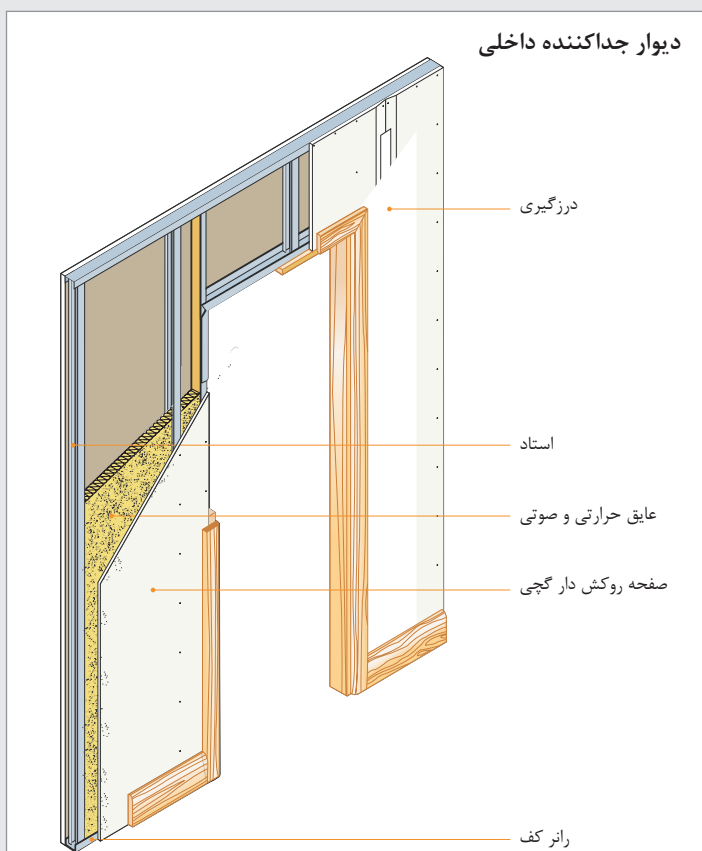 دیوار جداکننده داخلی
درزگیری
استاد
عایق حرارتی و صوتی
صفحه روکش دار گچی
رانر کف